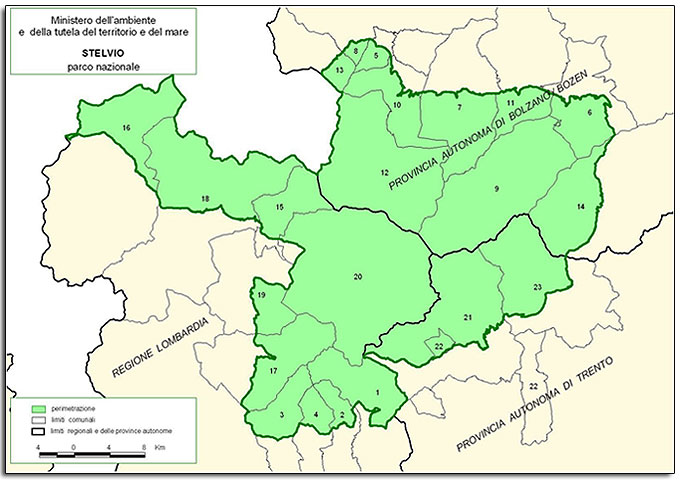 Ministero dell'ambiente
e della tutela del territorio e del mare
STELVIO
parco nazionale
8
5
13
10
7
11
6
PROVINCIA AUTONOMA DI BOLZANO / BOZEN
16
12
9
18
15
14
20
19
23
21
22
REGIONE LOMBARDIA
17
1
3
4
2
22
PROVINCIA AUTONOMA DI TRENTO
perimetrazione
limiti comunali
limiti regionali e delle province autonome
4 0 4 8 Km